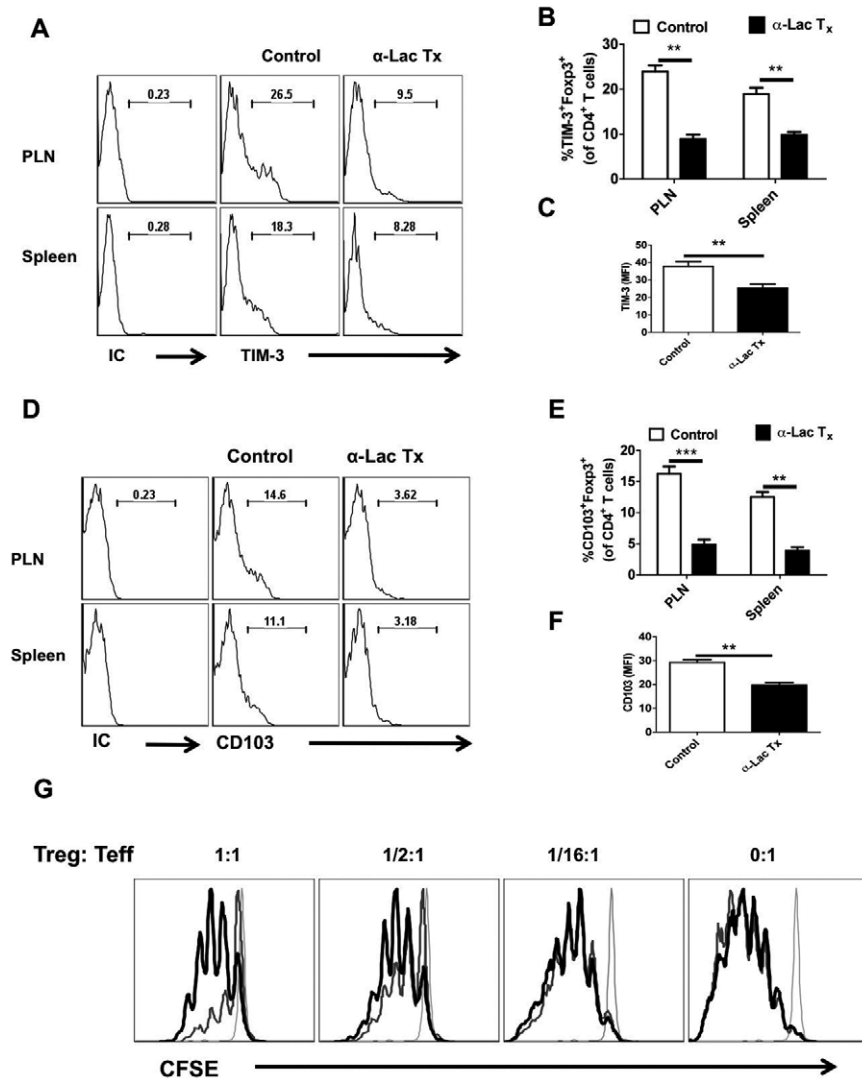 A
Control α-Lac Tx
PLN
0.23 26.5 9.5
Spleen
0.28 18.3 8.28
IC TIM-3
B
Control α-Lac Tx
%TIM-3+Foxp3+
(of CD4+ T cells)
30
20
10
0
** **
PLN Spleen
C
TIM-3 (MFI)
50
40
30
20
10
0
**
Control α-Lac Tx
D
Control α-Lac Tx
PLN
0.23 14.6 3.62
Spleen
11.1 3.18
IC CD103
E
Control α-Lac Tx
%CD103+Foxp3+
(of CD4+ T cells)
20
15
10
5
0
*** **
PLN Spleen
F
CD103 (MFI)
40
30
20
10
0
**
Control α-Lac Tx
G
Treg: Teff 1:1 1/2:1 1/16:1 0:1
CFSE